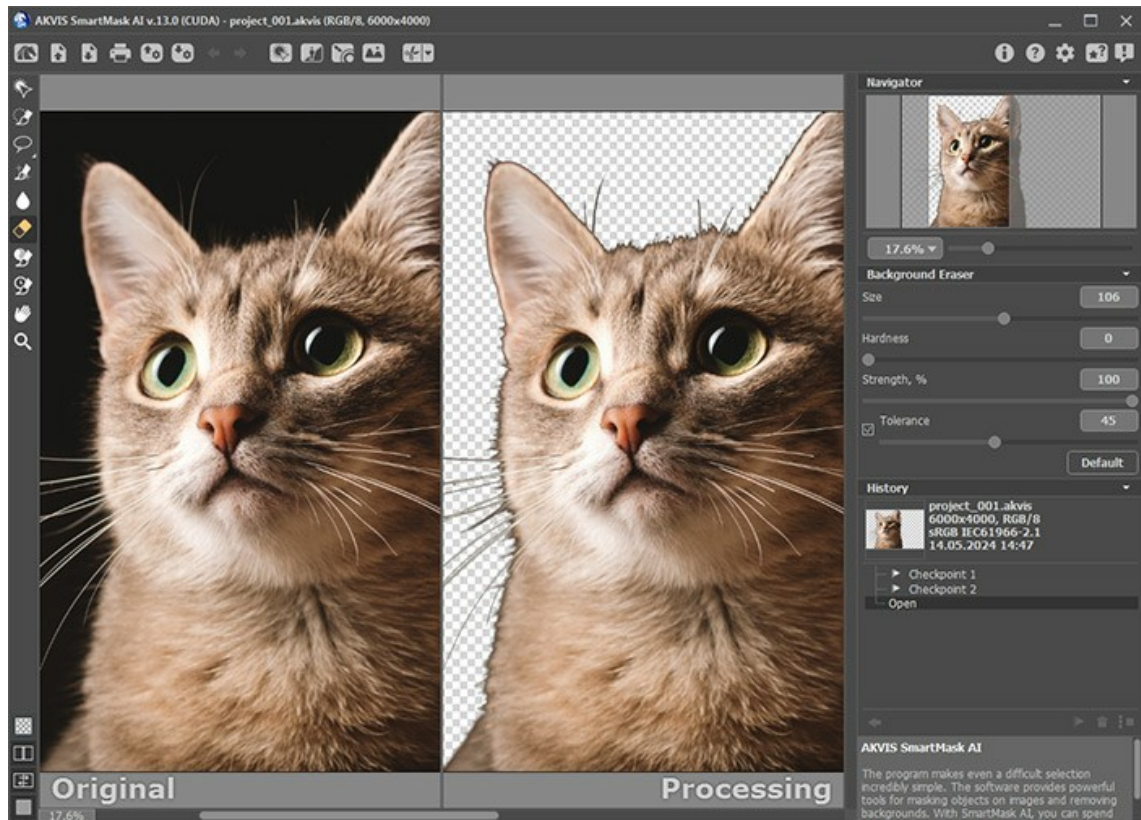 AKVIS SmartMask AI v.13.0 (CUDA) - project_001.akvis (RGB/8, 6000x4000)
Navigator
17.6%
Background Eraser
Size
106
Hardness
0
Strength, %
100
Tolerance
45
Default
History
project_001.akvis
6000x4000, RGB/8
sRGB IEC61966-2.1
14.05.2024 14:47
Checkpoint 1
Checkpoint 2
Open
AKVIS SmartMask AI
The program makes even a difficult selection
incredibly simple. The software provides powerful
tools for masking objects on images and removing
backgrounds. With SmartMask AI, you can spend
Original
Processing
17.6%